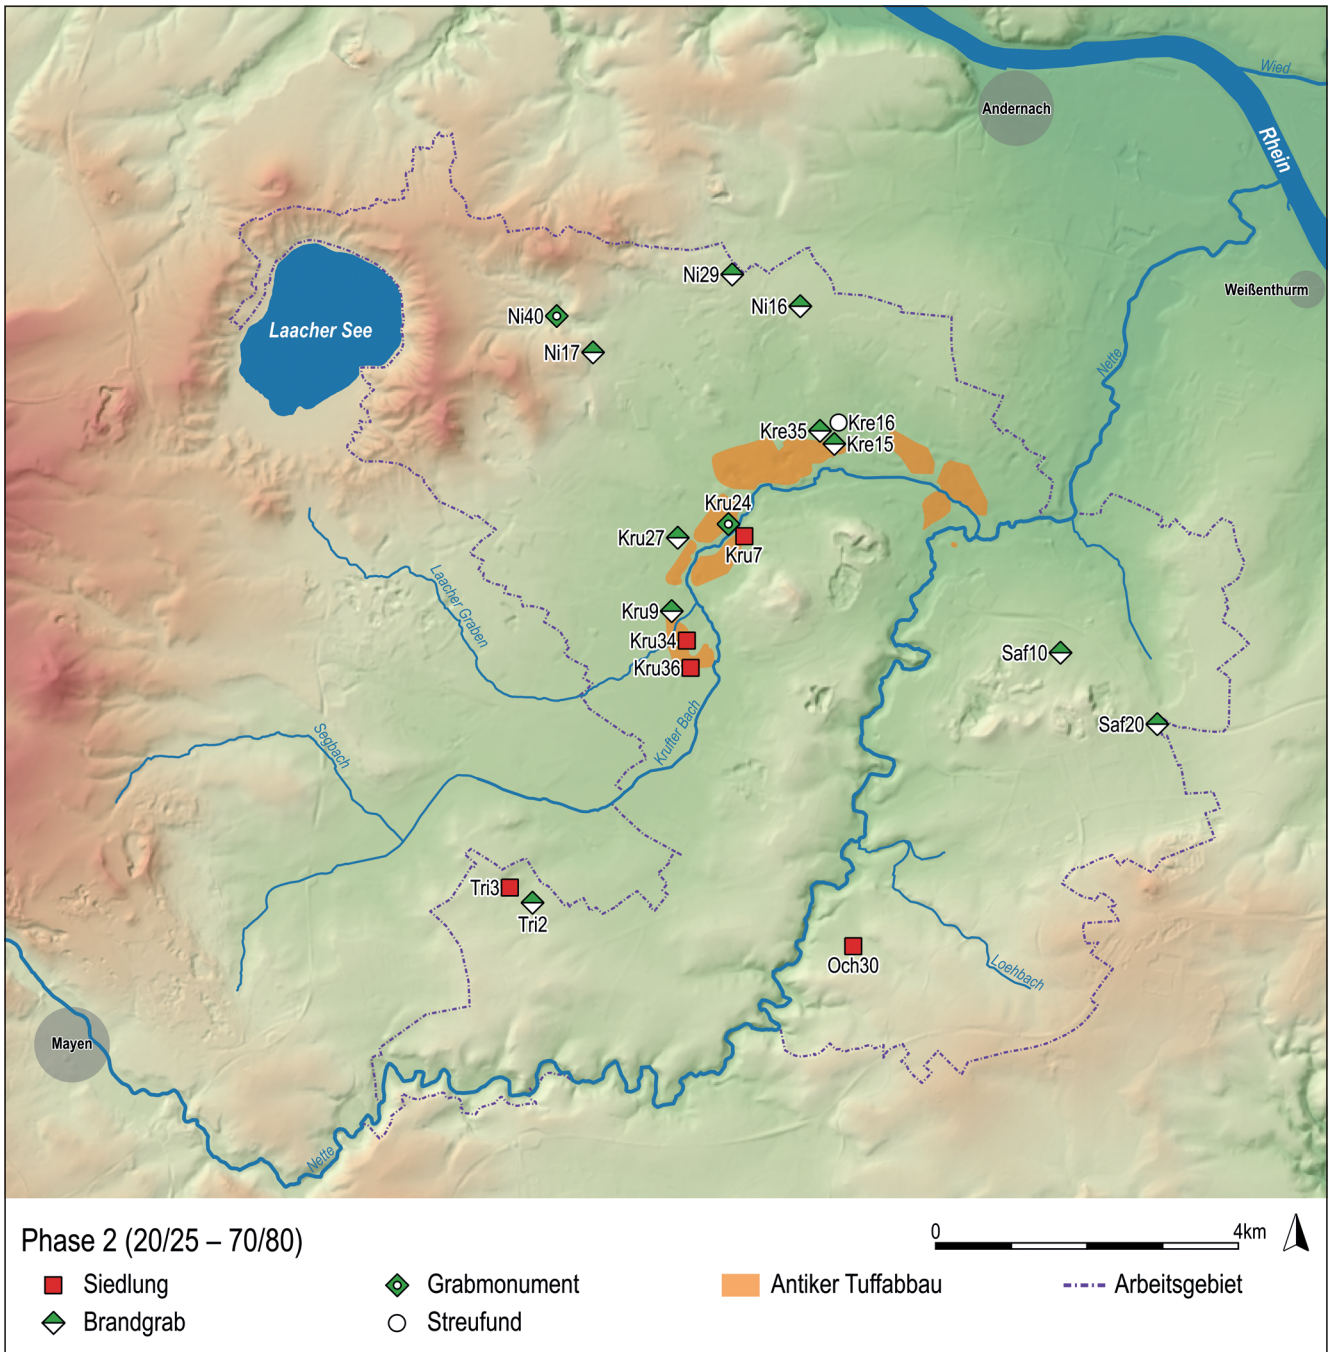 Wied
Andernach
Rhein
Ni29
Weißenthurm
Ni16
Ni40
Laacher See
Ni17
Nette
Kre16
Kre35
Kre15
Kru24
Kru27
Kru7
Laacher Graben
Kru9
Kru34
Saf10
Kru36
Saf20
Krufter Bach
Segbach
Tri3
Tri2
Och30
Loehbach
Mayen
Nette
Phase 2 (20/25 – 70/80)
0 4km
Siedlung
Grabmonument
Antiker Tuffabbau
Arbeitsgebiet
Brandgrab
Streufund